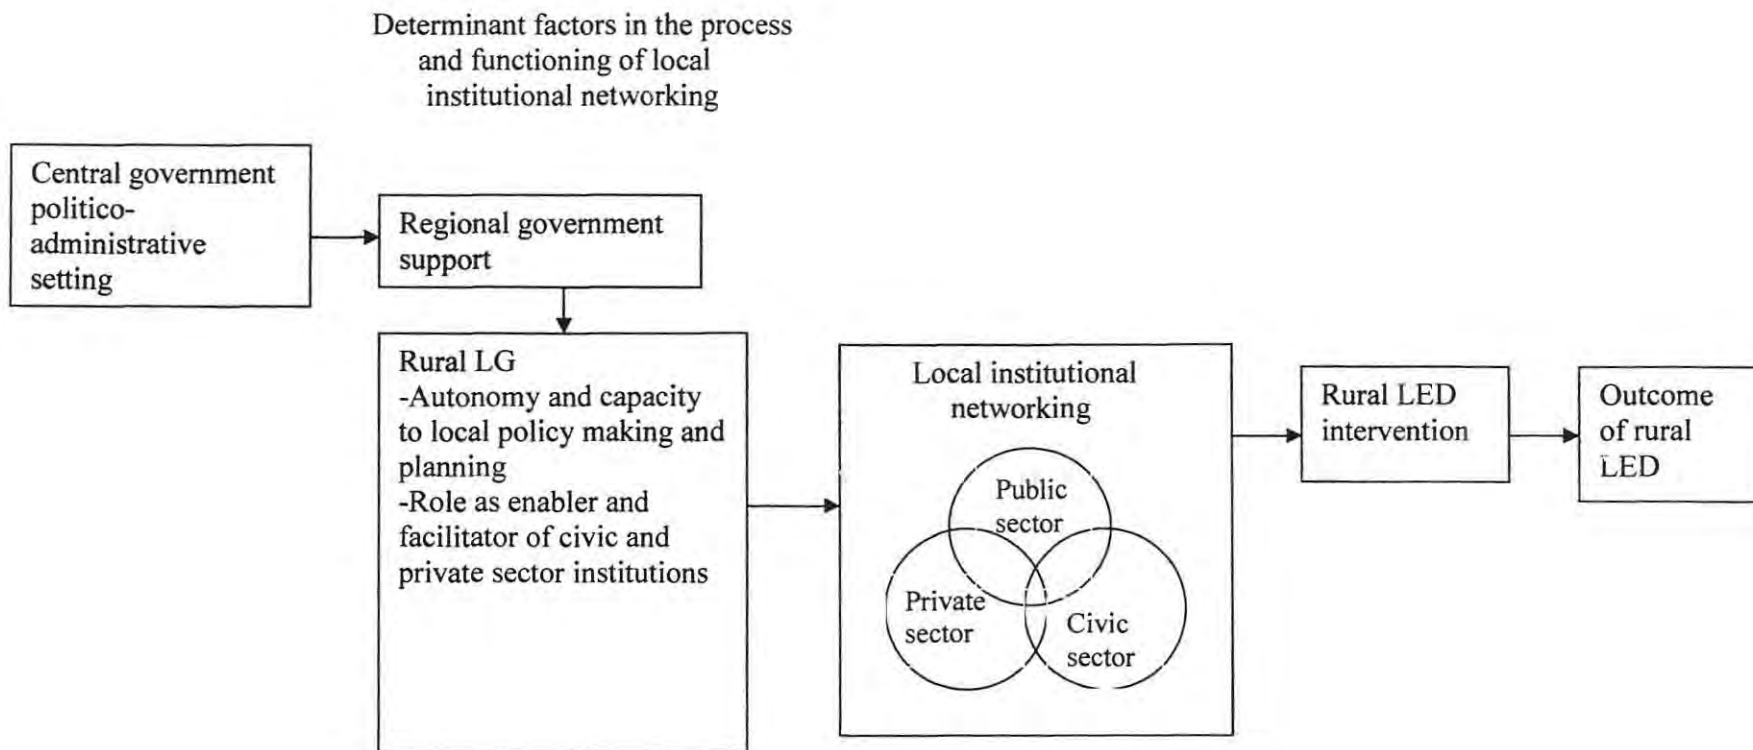 Determinant factors in the process
and functioning of local
institutional networking
Central government
politico-
administrative
setting
Regional government
support
Rural LG
-Autonomy and capacity
to local policy making and
planning
-Role as enabler and
facilitator of civic and
private sector institutions
Local institutional
networking
Public
sector
Private
sector
Civic
sector
Rural LED
intervention
Outcome
of rural
LED